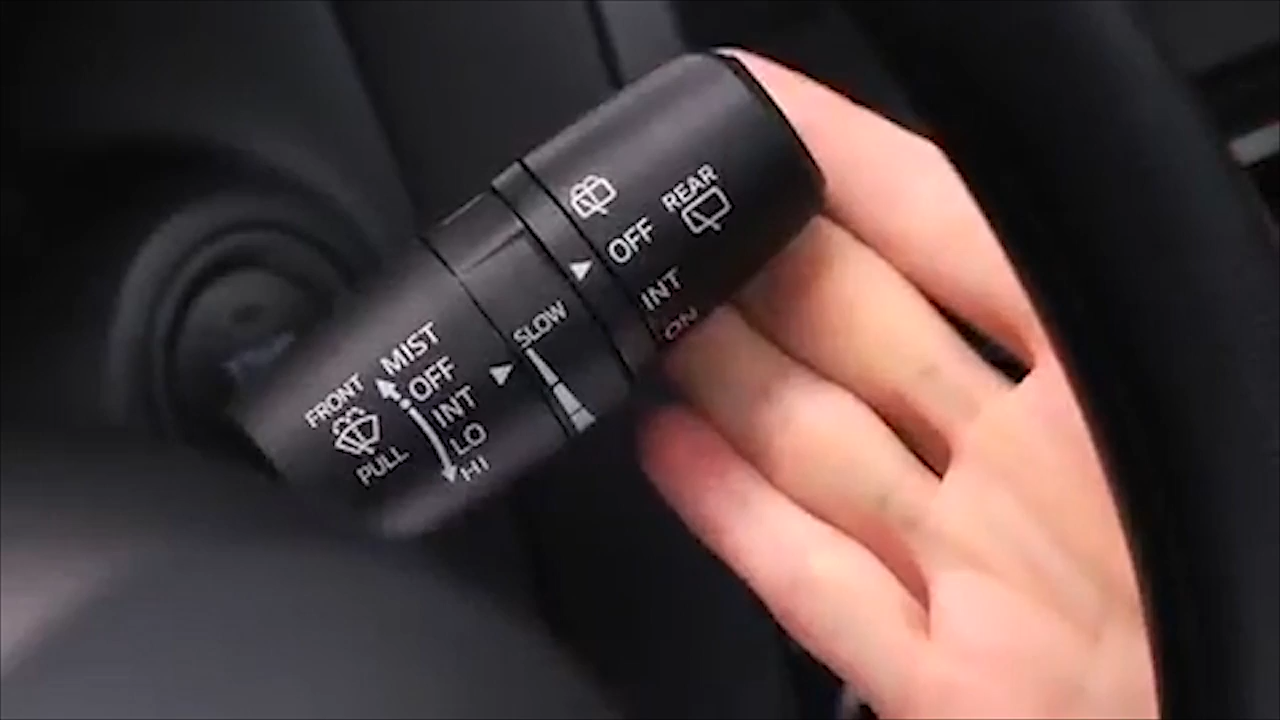 FRONT
PULL
MIST
OFF
INT
LO
HI
SLOW
OFF
INT
ON
REAR